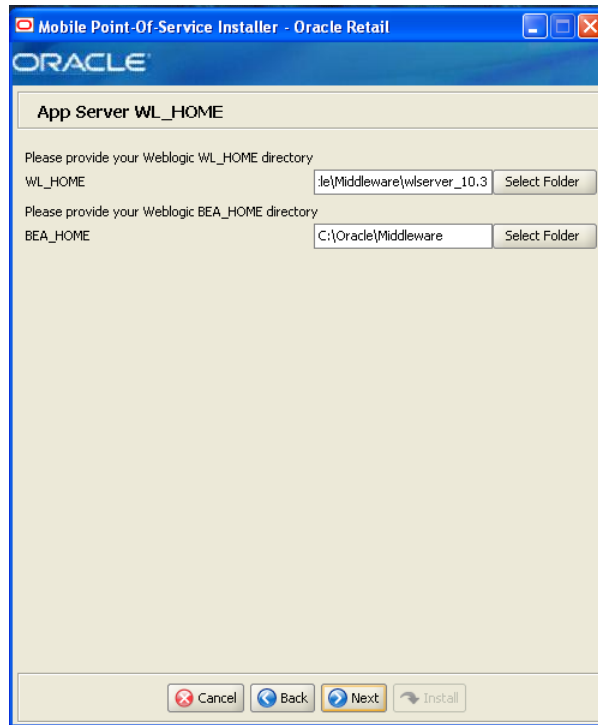 Mobile Point-Of-Service Installer - Oracle Retail
ORACLE
App Server WL_HOME
Please provide your Weblogic WL_HOME directory
WL_HOME :le\Middleware\wlserver_10.3 Select Folder
Please provide your Weblogic BEA_HOME directory
BEA_HOME C:\Oracle\Middleware Select Folder
Cancel Back Next Install